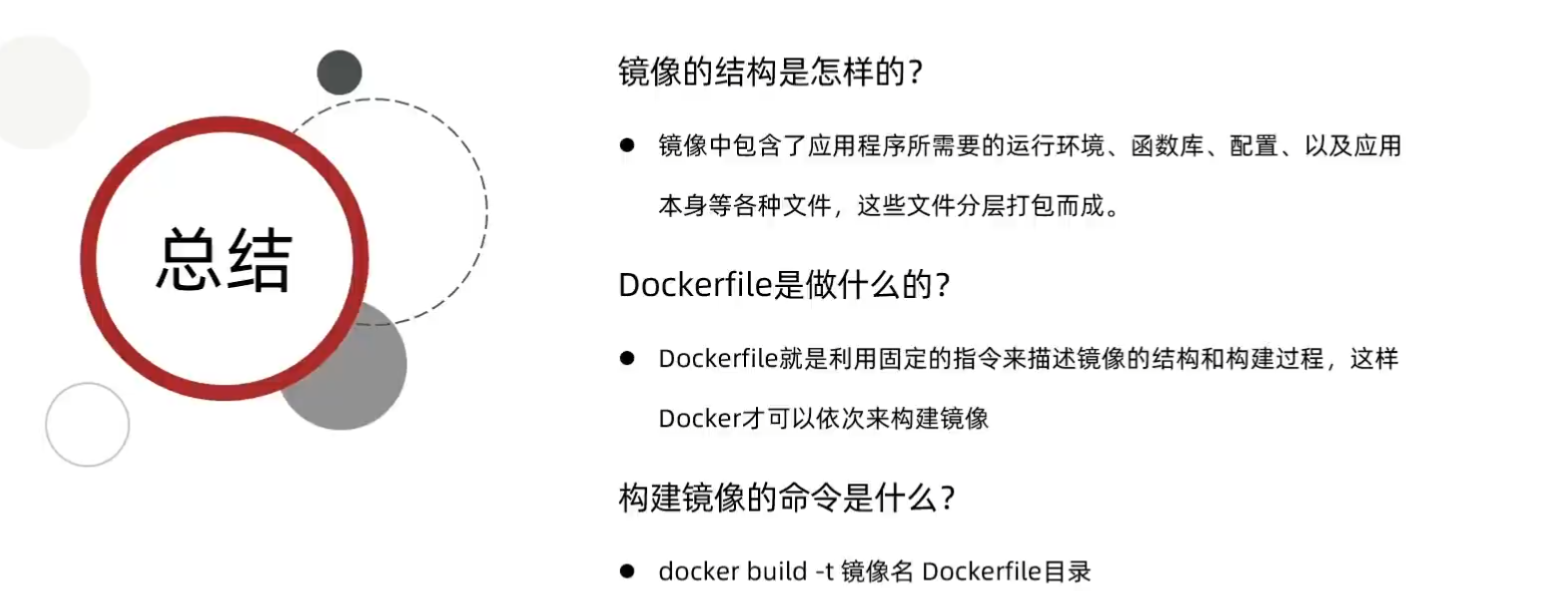 总结
镜像的结构是怎样的？
● 镜像中包含了应用程序所需要的运行环境、函数库、配置、以及应用
本身等各种文件，这些文件分层打包而成。
Dockerfile是做什么的？
● Dockerfile就是利用固定的指令来描述镜像的结构和构建过程，这样
Docker才可以依次来构建镜像
构建镜像的命令是什么？
● docker build -t 镜像名 Dockerfile目录